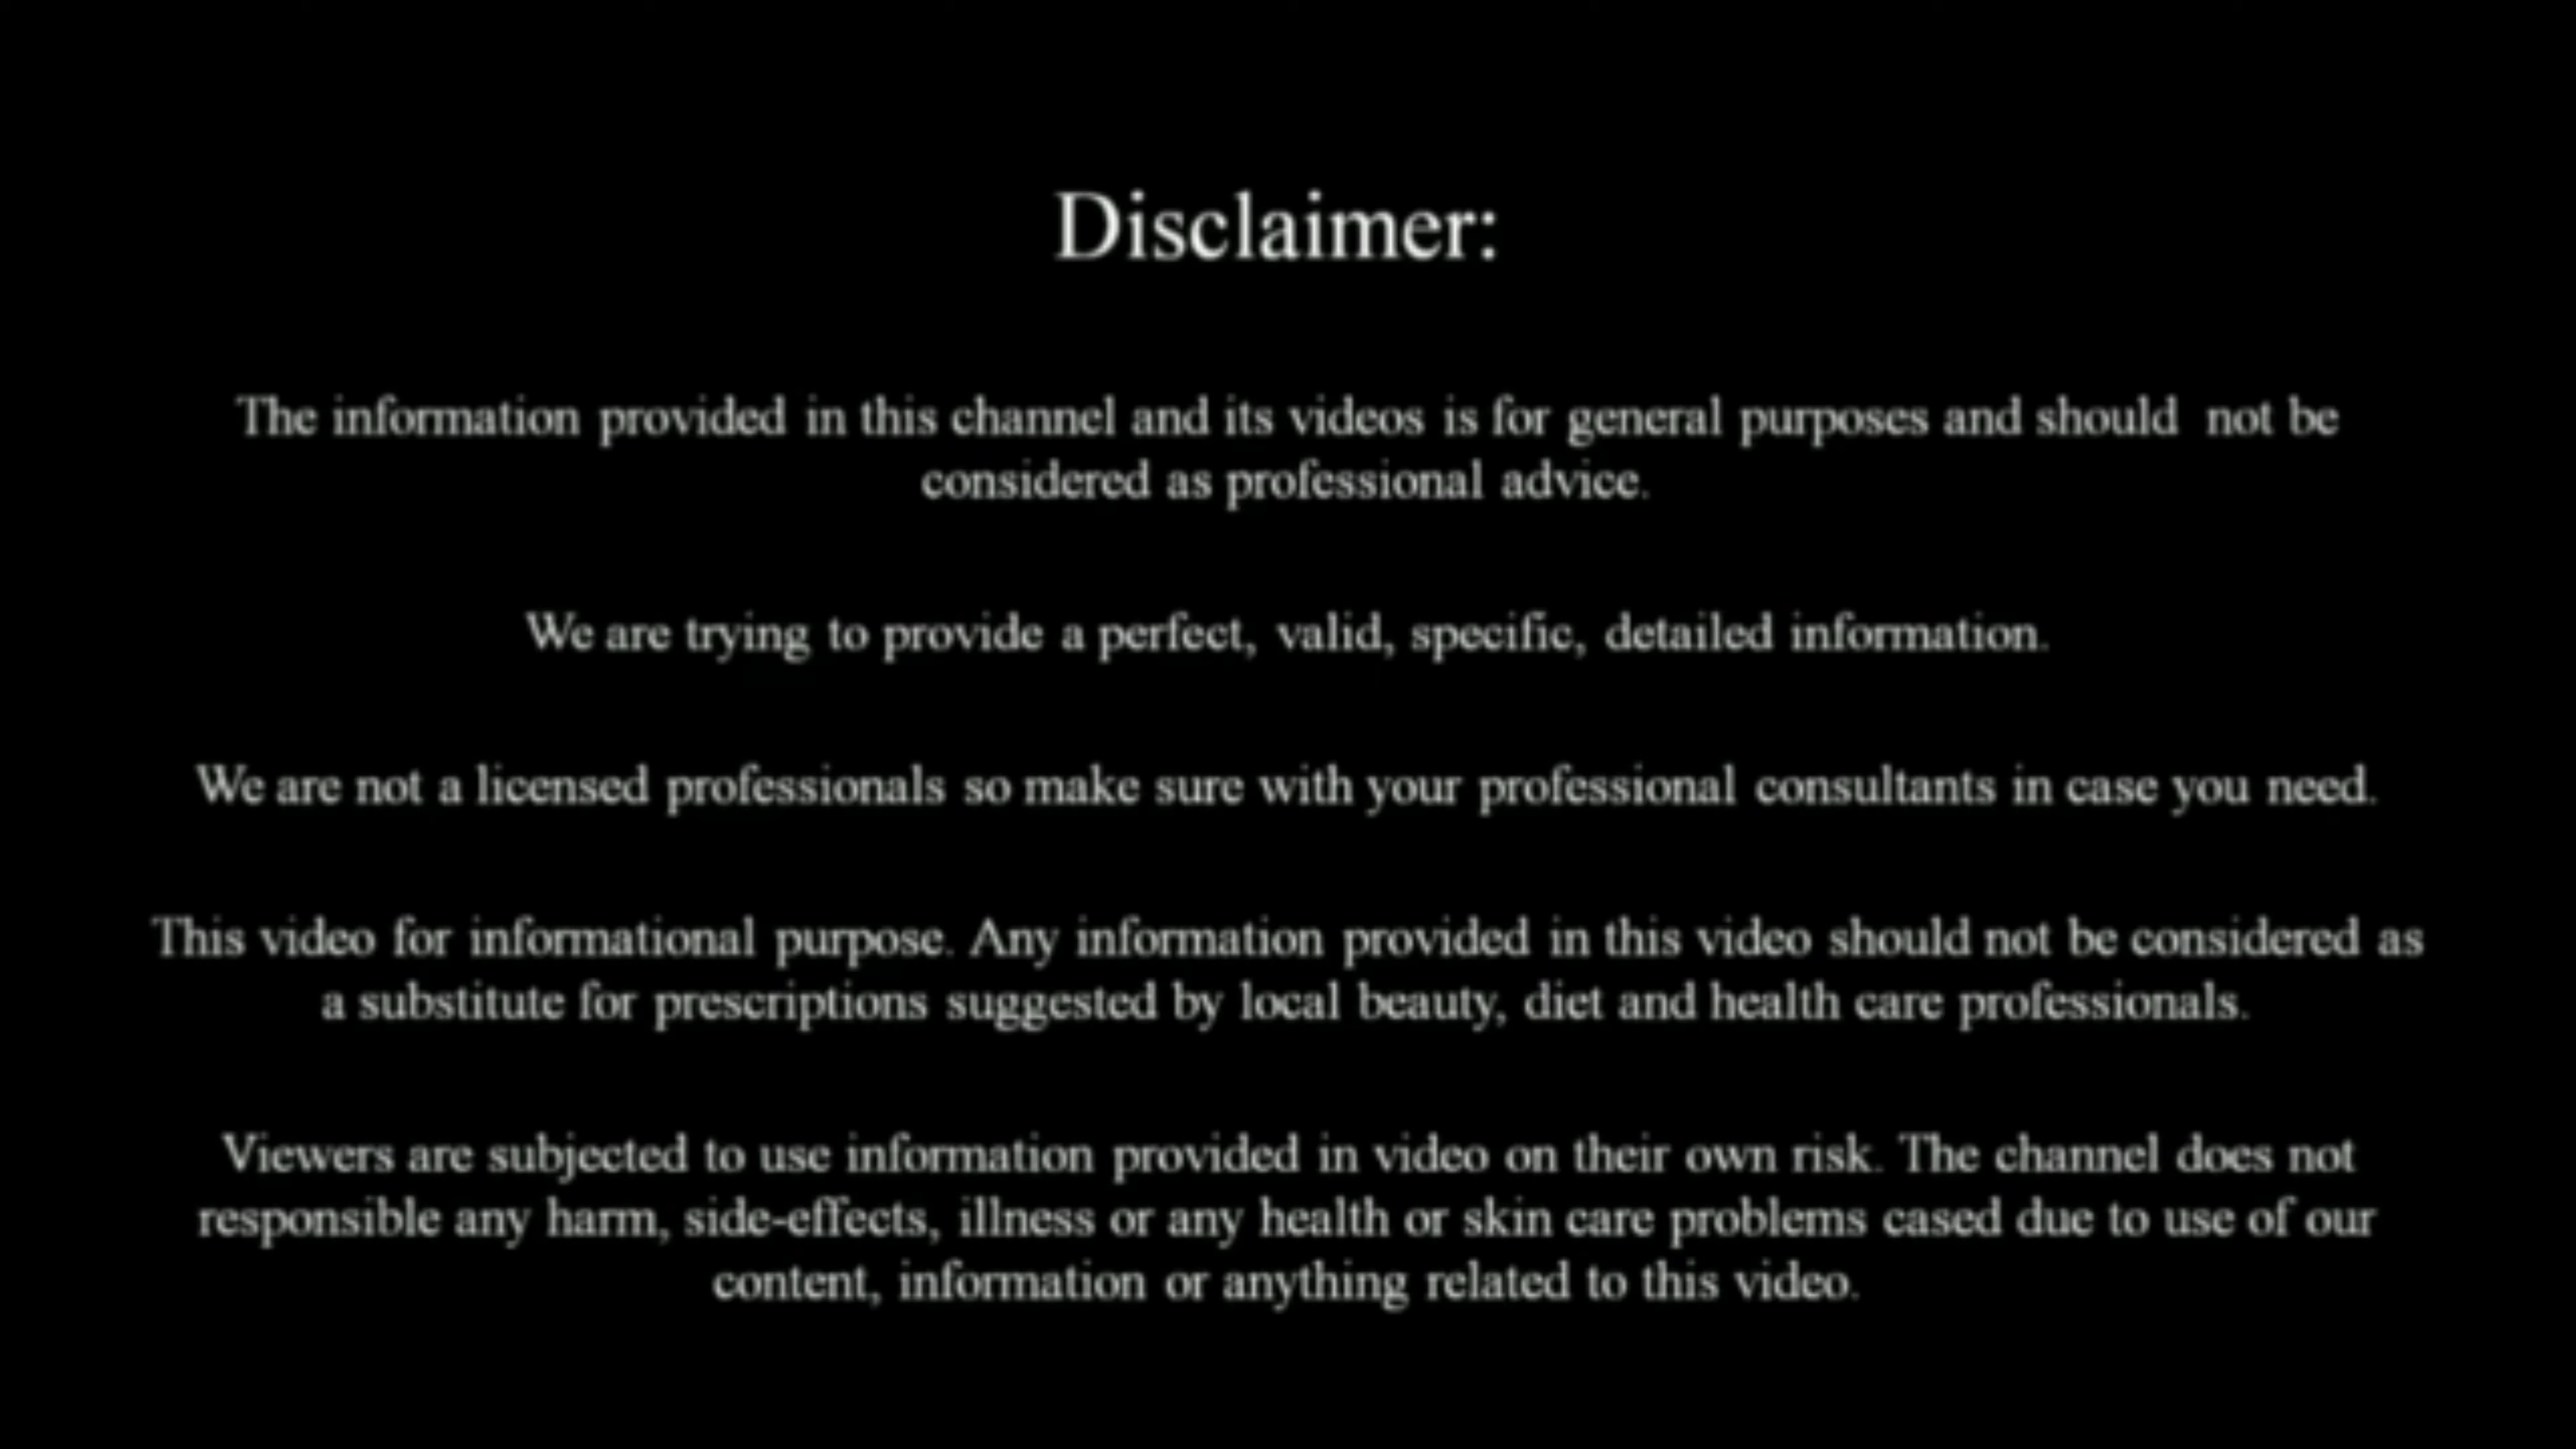 Disclaimer:
The information provided in this channel and its videos is for general purposes and should not be
considered as professional advice.
We are trying to provide a perfect, valid, specific, detailed information.
We are not a licensed professionals so make sure with your professional consultants in case you need.
This video for informational purpose. Any information provided in this video should not be considered as
a substitute for prescriptions suggested by local beauty, diet and health care professionals.
Viewers are subjected to use information provided in video on their own risk. The channel does not
responsible any harm, side-effects, illness or any health or skin care problems cased due to use of our
content, information or anything related to this video.